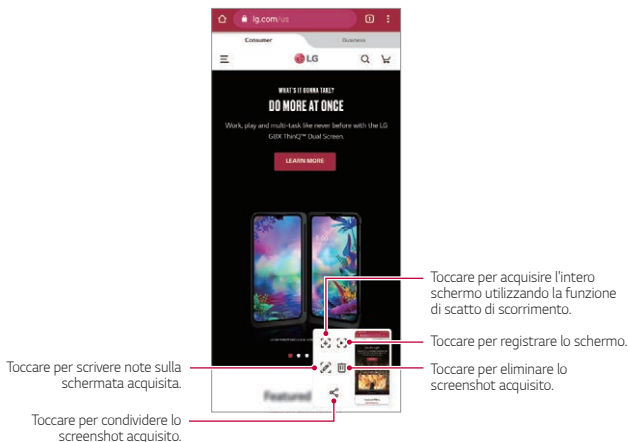 lg.com/us
Consumer
Business
LG
WHAT'S IT GONNA TAKE?
DO MORE AT ONCE
Work, play and multi-task like never before with the LG
G8X ThinQ™ Dual Screen.
LEARN MORE
Toccare per acquisire l'intero
schermo utilizzando la funzione
di scatto di scorrimento.
Toccare per registrare lo schermo.
Toccare per scrivere note sulla
schermata acquisita.
Toccare per eliminare lo
screenshot acquisito.
Featured
Toccare per condividere lo
screenshot acquisito.